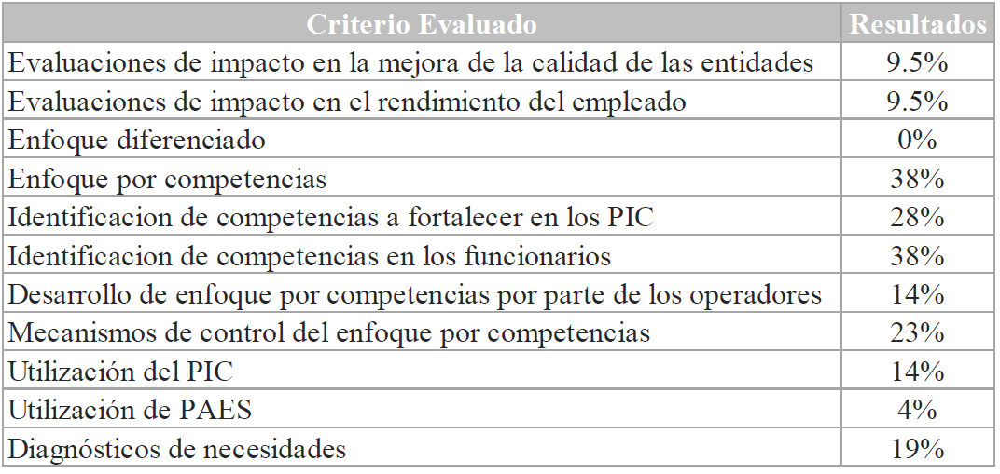 Criterio Evaluado Resultados
Evaluaciones de impacto en la mejora de la calidad de las entidades 9.5%
Evaluaciones de impacto en el rendimiento del empleado 9.5%
Enfoque diferenciado 0%
Enfoque por competencias 38%
Identificacion de competencias a fortalecer en los PIC 28%
Identificacion de competencias en los funcionarios 38%
Desarrollo de enfoque por competencias por parte de los operadores 14%
Mecanismos de control del enfoque por competencias 23%
Utilización del PIC 14%
Utilización de PAES 4%
Diagnósticos de necesidades 19%